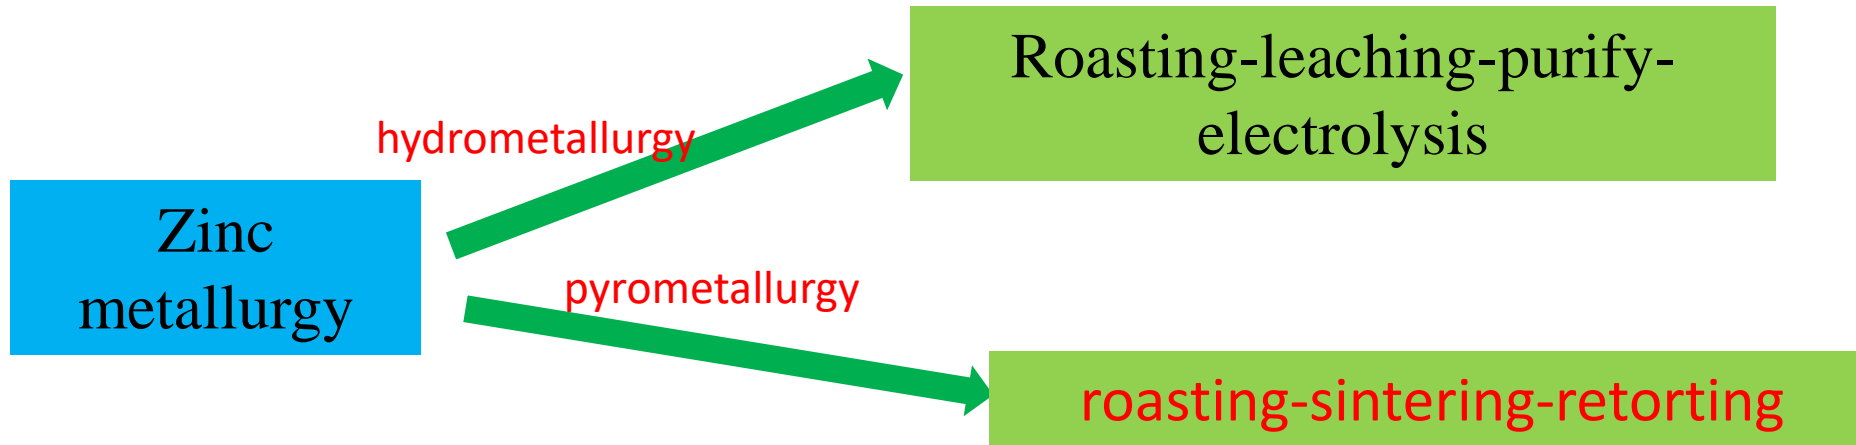 Roasting-leaching-purify-
electrolysis
hydrometallurgy
Zinc
metallurgy
pyrometallurgy
roasting-sintering-retorting